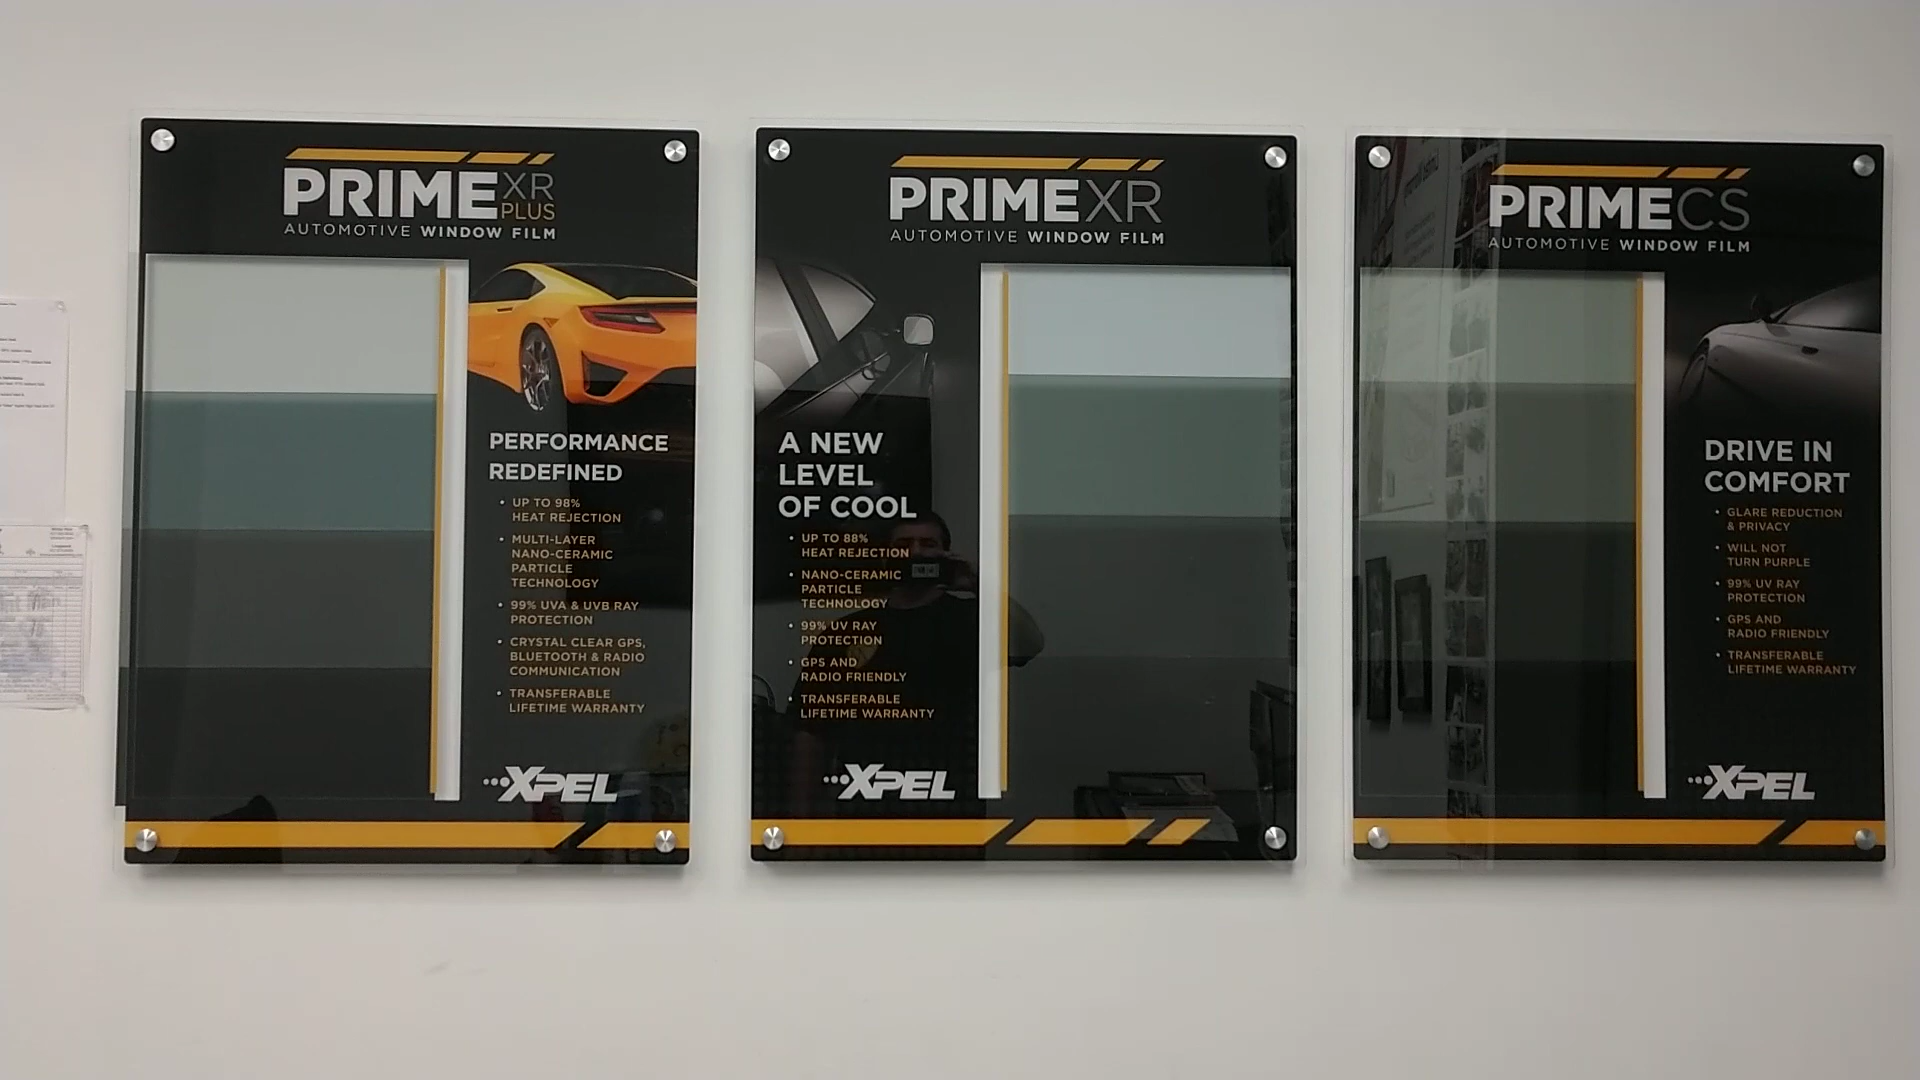 PRIME XR
PLUS
AUTOMOTIVE WINDOW FILM
PERFORMANCE
REDEFINED
• UP TO 98%
HEAT REJECTION
• MULTI-LAYER
NANO-CERAMIC
PARTICLE
TECHNOLOGY
• 99% UVA & UVB RAY
PROTECTION
• CRYSTAL CLEAR GPS,
BLUETOOTH & RADIO
COMMUNICATION
• TRANSFERABLE
LIFETIME WARRANTY
XPEL
PRIME XR
AUTOMOTIVE WINDOW FILM
A NEW
LEVEL
OF COOL
• UP TO 88%
HEAT REJECTION
• NANO-CERAMIC
PARTICLE
TECHNOLOGY
• 99% UV RAY
PROTECTION
• GPS AND
RADIO FRIENDLY
• TRANSFERABLE
LIFETIME WARRANTY
XPEL
PRIME CS
AUTOMOTIVE WINDOW FILM
DRIVE IN
COMFORT
• GLARE REDUCTION
& PRIVACY
• WILL NOT
TURN PURPLE
• 99% UV RAY
PROTECTION
• GPS AND
RADIO FRIENDLY
• TRANSFERABLE
LIFETIME WARRANTY
XPEL